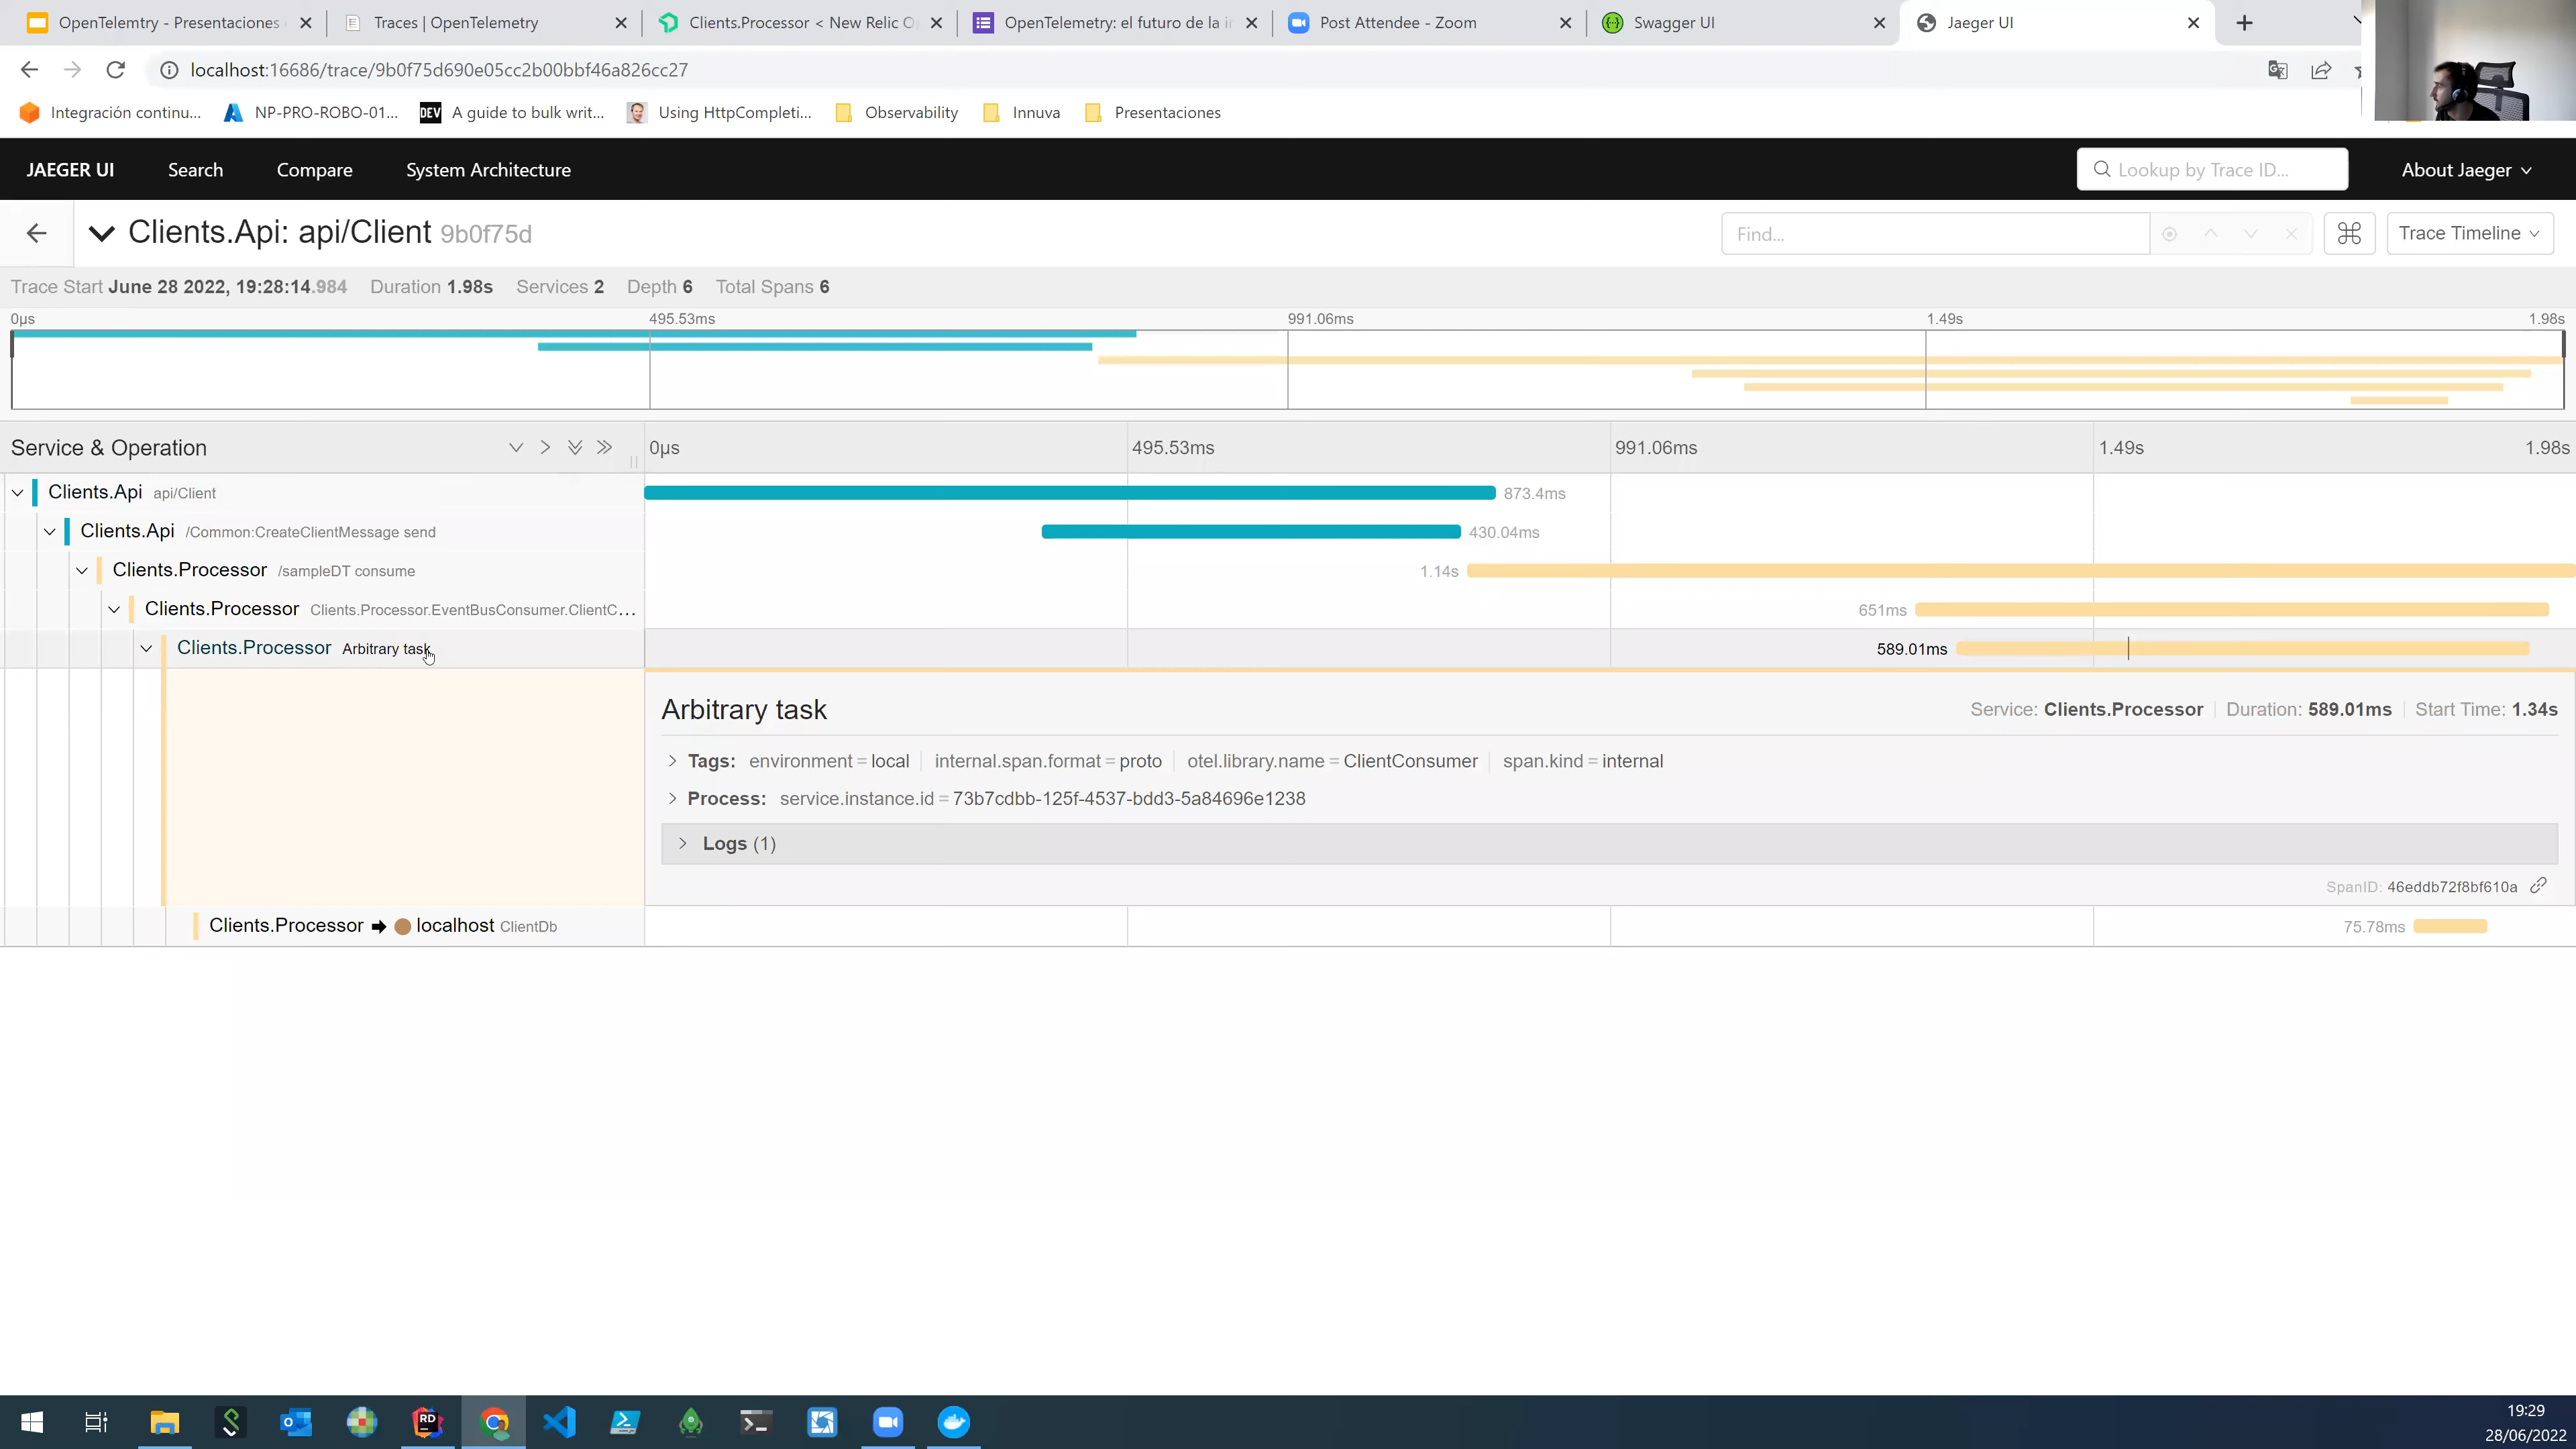 OpenTelemtry - Presentaciones
Traces | OpenTelemetry
Clients.Processor < New Relic O
OpenTelemetry: el futuro de la i
Post Attendee - Zoom
Swagger UI
Jaeger UI
localhost:16686/trace/9b0f75d690e05cc2b00bbf46a826cc27
Integración continu...
NP-PRO-ROBO-01...
DEV
A guide to bulk writ...
Using HttpCompleti...
Observability
Innuva
Presentaciones
JAEGER UI
Search
Compare
System Architecture
Lookup by Trace ID...
About Jaeger
Clients.Api: api/Client 9b0f75d
Find...
Trace Timeline
Trace Start June 28 2022, 19:28:14.984 Duration 1.98s Services 2 Depth 6 Total Spans 6
0μs 495.53ms 991.06ms 1.49s 1.98s
Service & Operation
0μs 495.53ms 991.06ms 1.49s 1.98s
Clients.Api api/Client 873.4ms
Clients.Api /Common:CreateClientMessage send 430.04ms
Clients.Processor /sampleDT consume 1.14s
Clients.Processor Clients.Processor.EventBusConsumer.ClientC... 651ms
Clients.Processor Arbitrary task 589.01ms
Arbitrary task
Service: Clients.Processor Duration: 589.01ms Start Time: 1.34s
Tags: environment = local internal.span.format = proto otel.library.name = ClientConsumer span.kind = internal
Process: service.instance.id = 73b7cdbb-125f-4537-bdd3-5a84696e1238
Logs (1)
SpanID: 46eddb72f8bf610a
Clients.Processor localhost ClientDb 75.78ms
RD
19:29
28/06/2022